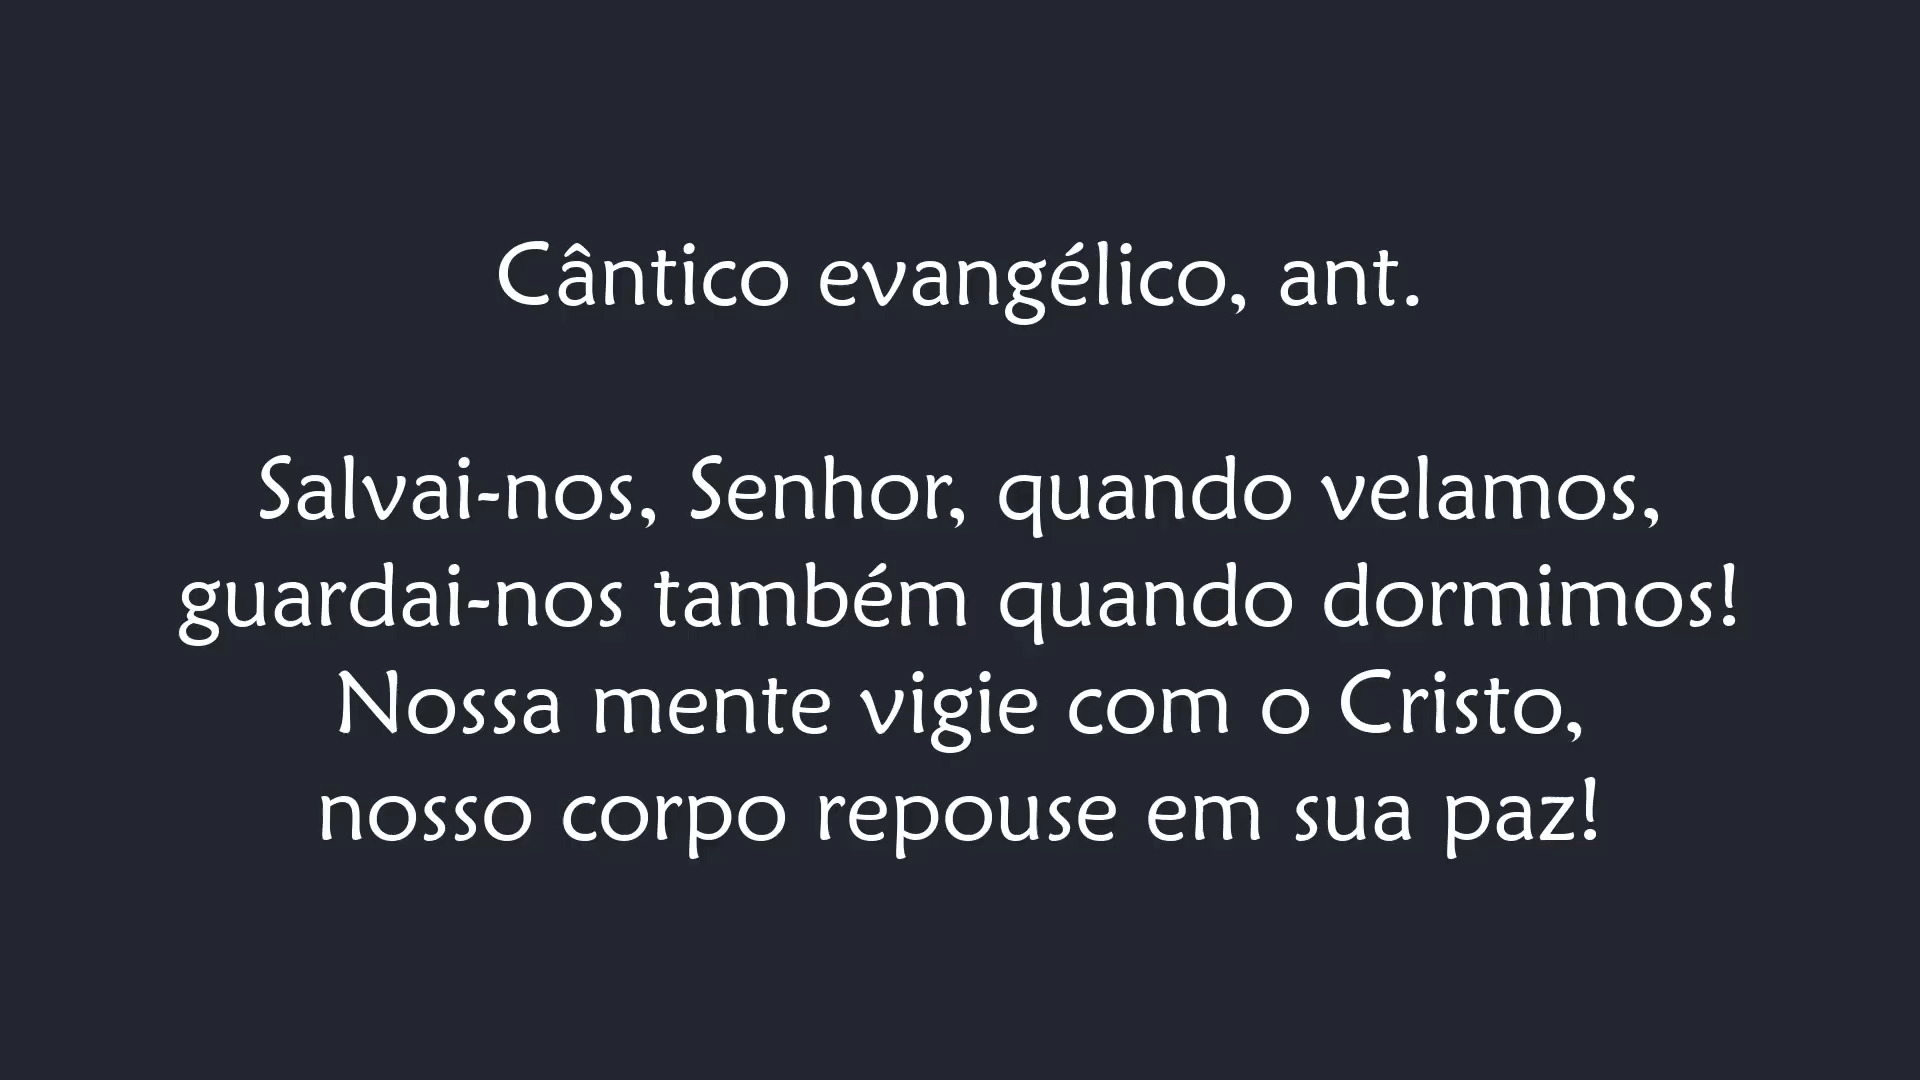 Cântico evangélico, ant.
Salvai-nos, Senhor, quando velamos,
guardai-nos também quando dormimos!
Nossa mente vigie com o Cristo,
nosso corpo repouse em sua paz!